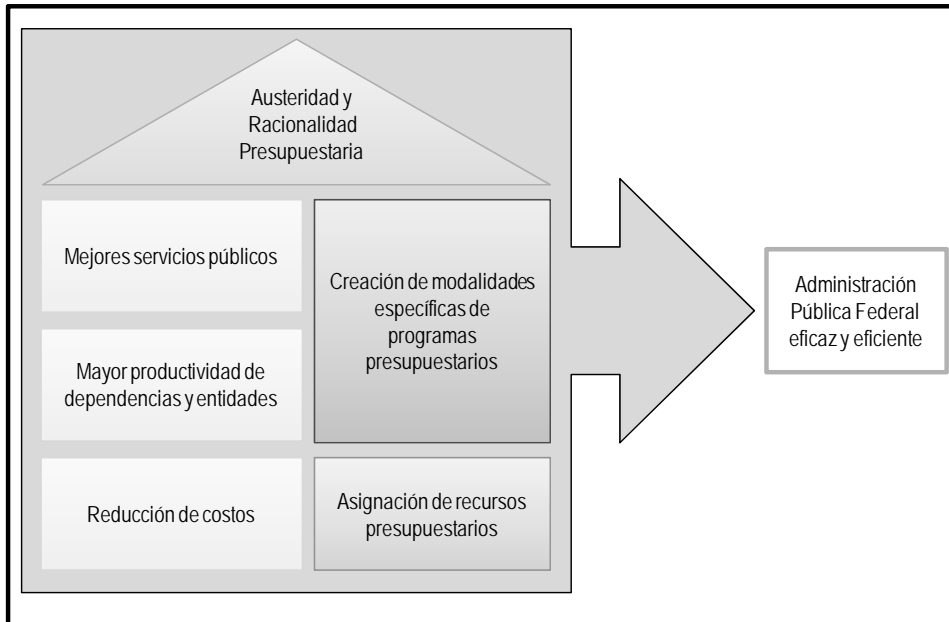 Austeridad y
Racionalidad
Presupuestaria
Mejores servicios públicos
Creación de modalidades
específicas de
programas
presupuestarios
Mayor productividad de
dependencias y entidades
Reducción de costos
Asignación de recursos
presupuestarios
Administración
Pública Federal
eficaz y eficiente